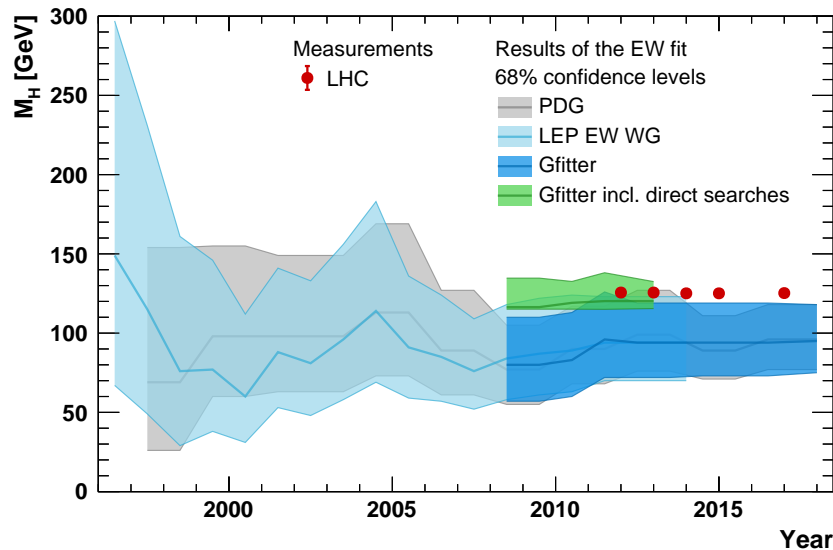 M_H [GeV]
300
250
200
150
100
50
0
Measurements
LHC
Results of the EW fit
68% confidence levels
PDG
LEP EW WG
Gfitter
Gfitter incl. direct searches
2000
2005
2010
2015
Year